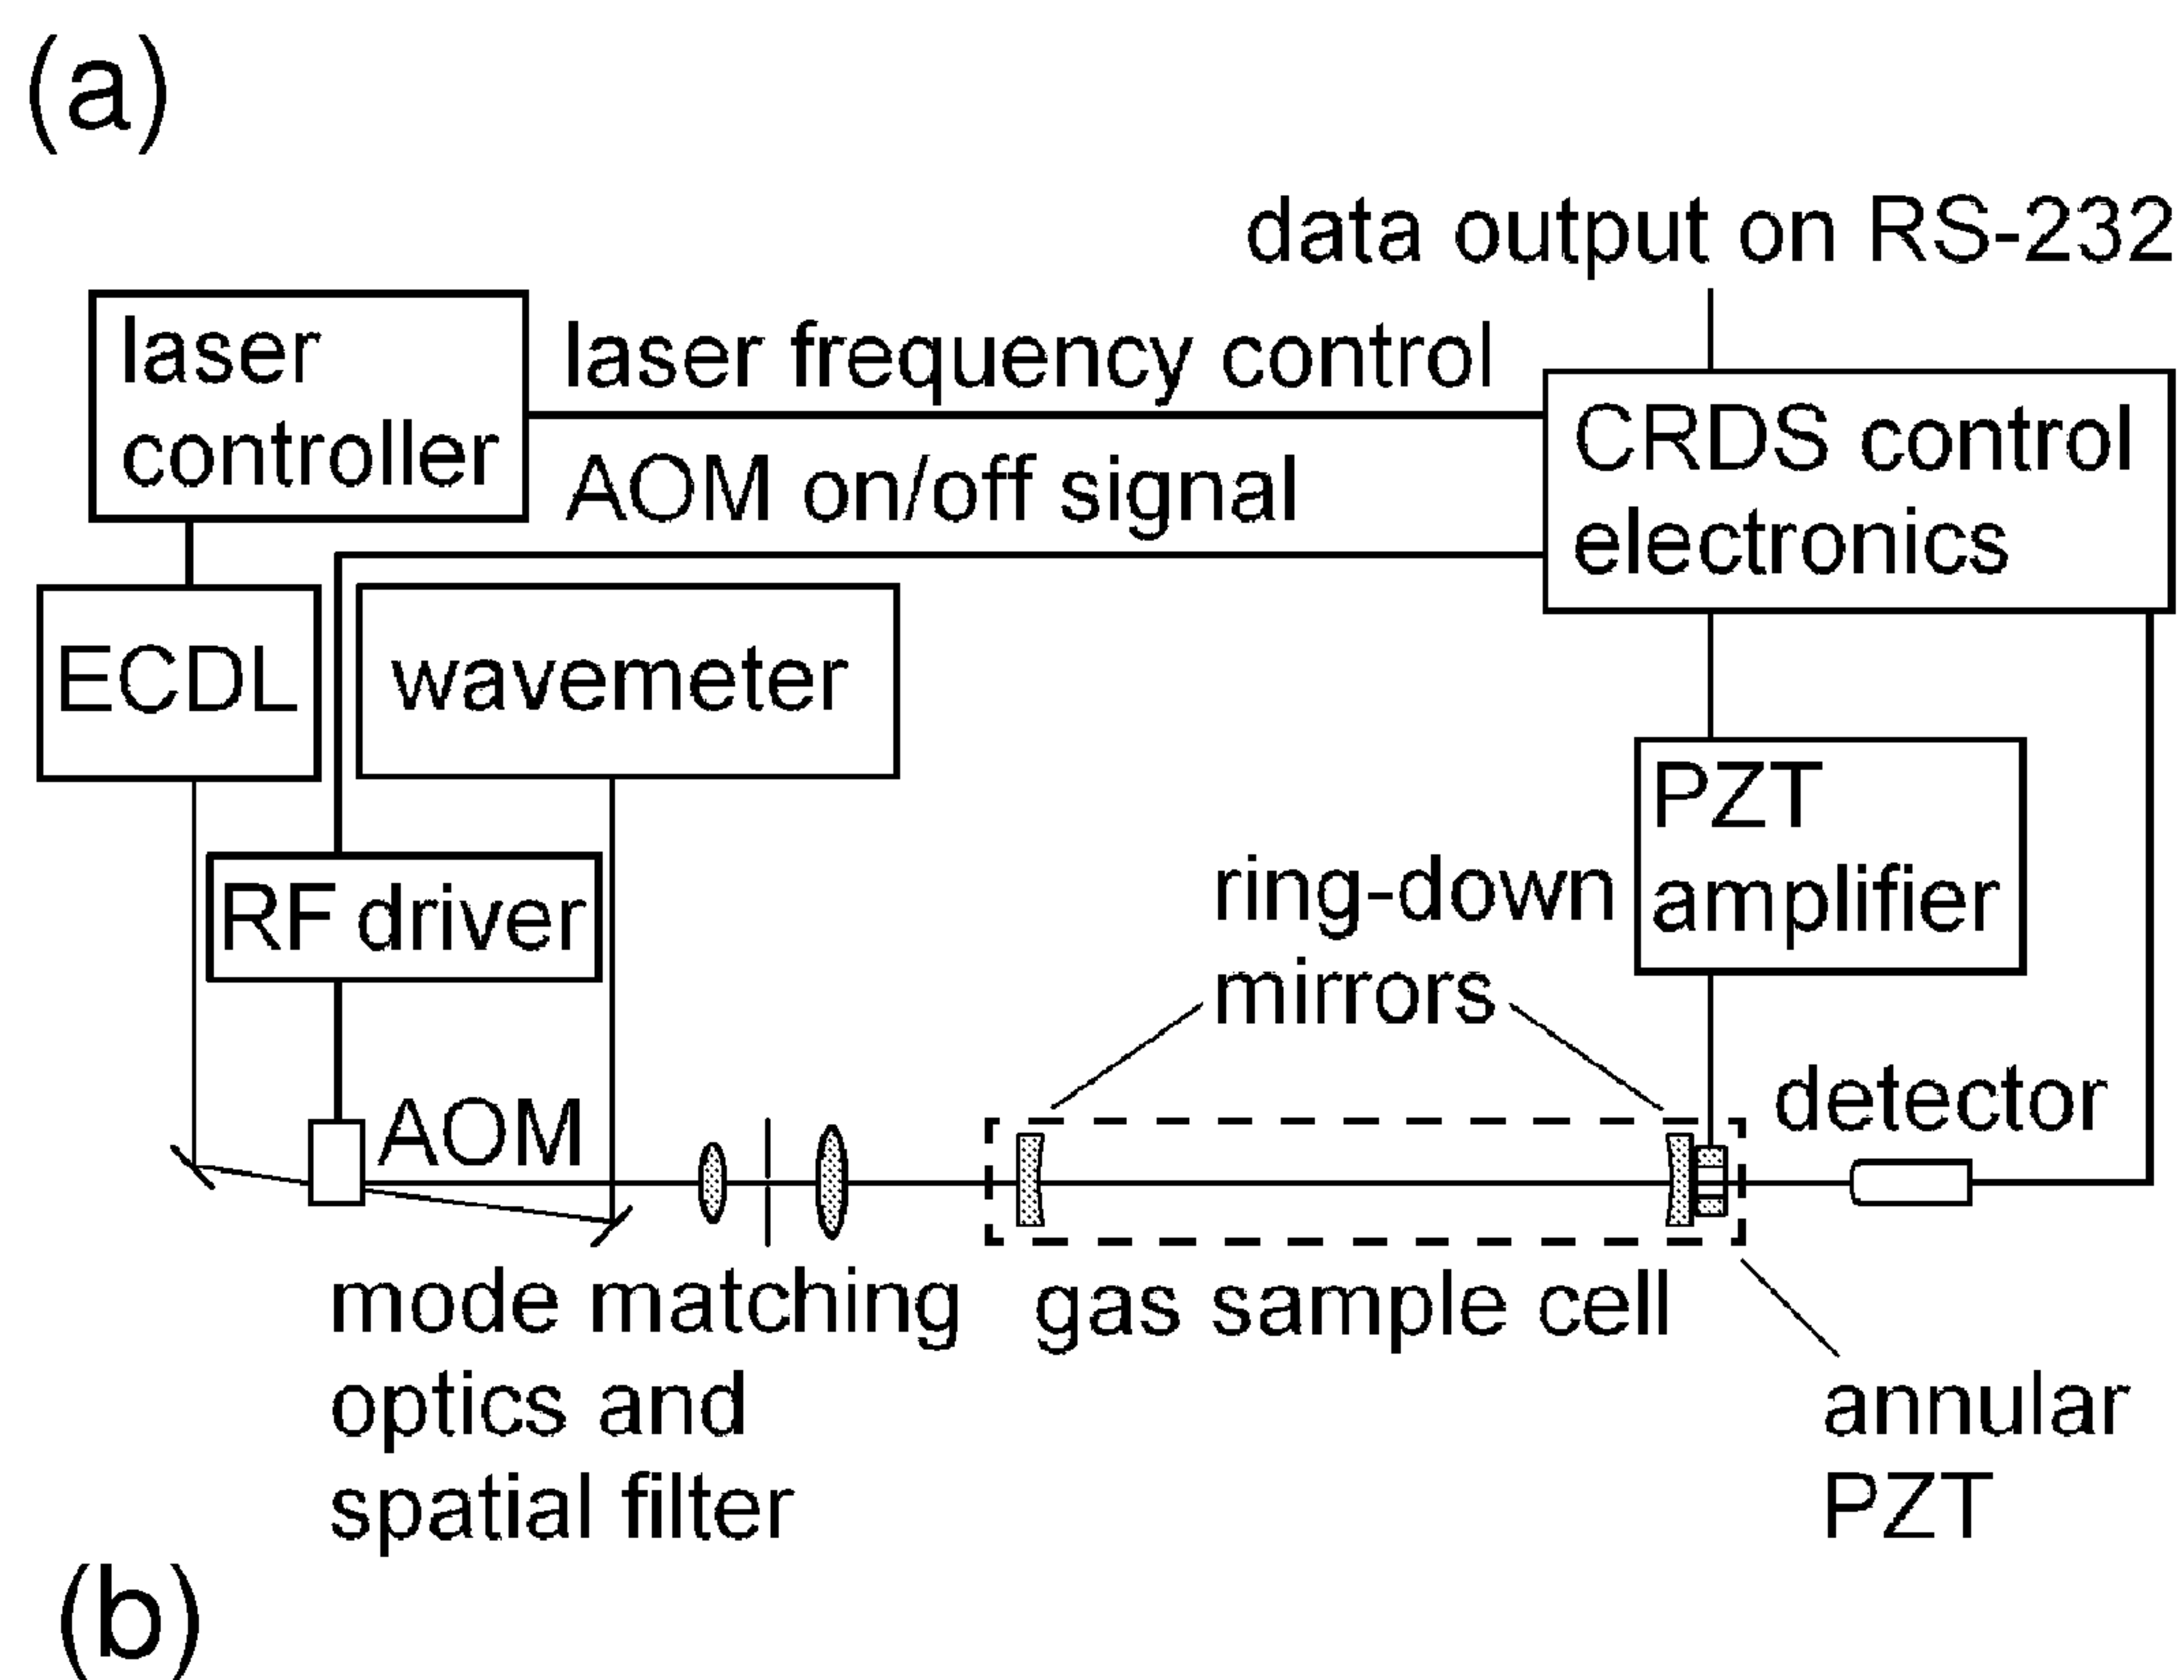 (a)
data output on RS-232
laser
controller
laser frequency control
AOM on/off signal
CRDS control
electronics
ECDL
wavemeter
PZT
amplifier
RF driver
ring-down
mirrors
AOM
detector
mode matching
optics and
spatial filter
gas sample cell
annular
PZT
(b)